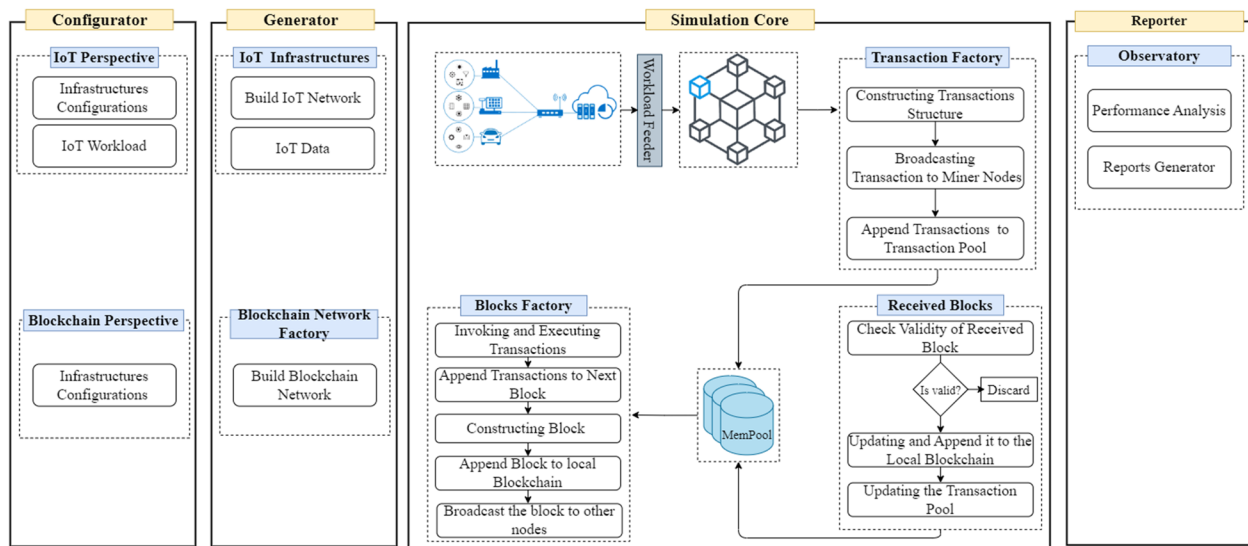 Configurator
IoT Perspective
Infrastructures
Configurations
IoT Workload
Blockchain Perspective
Infrastructures
Configurations
Generator
IoT Infrastructures
Build IoT Network
IoT Data
Blockchain Network
Factory
Build Blockchain
Network
Simulation Core
Workload Feeder
Transaction Factory
Constructing Transactions
Structure
Broadcasting
Transaction to Miner Nodes
Append Transactions to
Transaction Pool
Blocks Factory
Invoking and Executing
Transactions
Append Transactions to Next
Block
Constructing Block
Append Block to local
Blockchain
Broadcast the block to other
nodes
MemPool
Received Blocks
Check Validity of Received
Block
Is valid?
Discard
Updating and Append it to the
Local Blockchain
Updating the Transaction
Pool
Reporter
Observatory
Performance Analysis
Reports Generator